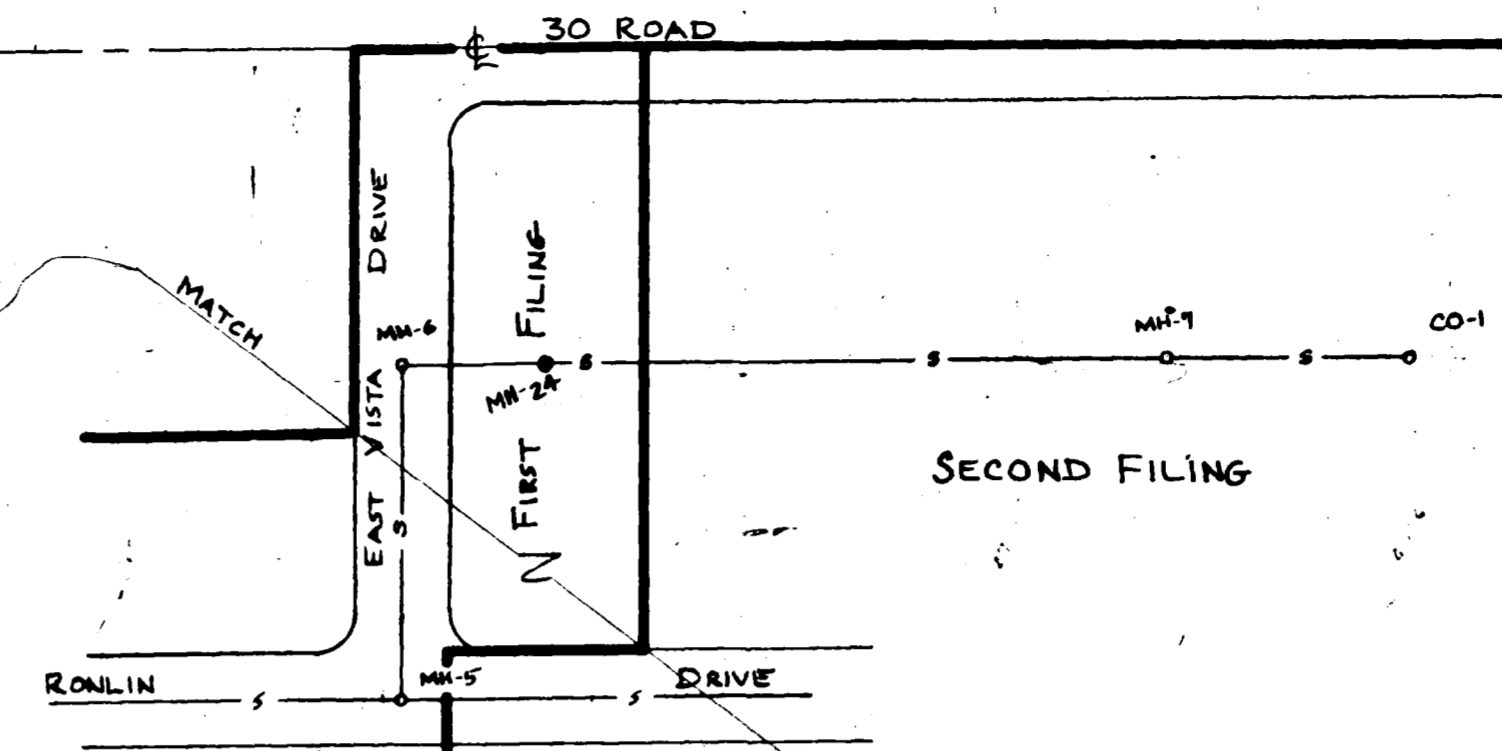 30 ROAD
℄
EAST VISTA DRIVE
FIRST FILING
MATCH
MH-6
MH-24
S
S
MH-9
S
CO-1
SECOND FILING
S
RONLIN
S
MH-5
S
DRIVE